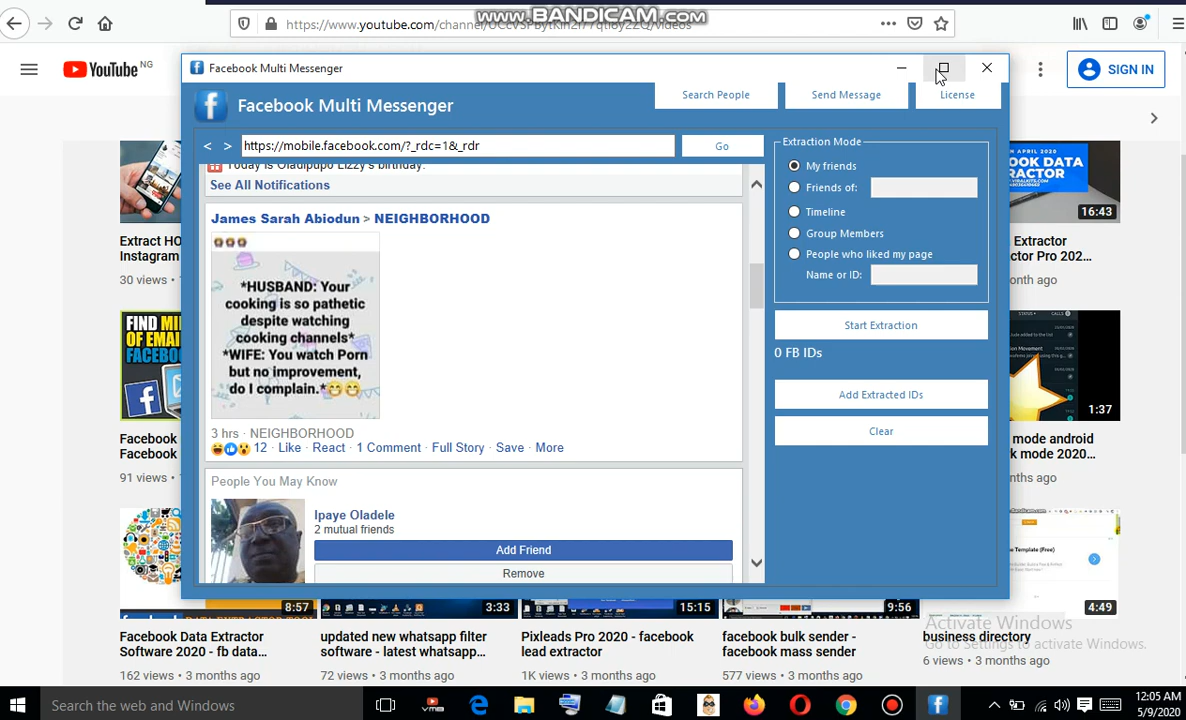 www.BANDICAM.com
https://www.youtube.com/channel/
/videos
YouTube NG
SIGN IN
Facebook Multi Messenger
Facebook Multi Messenger
Search People
Send Message
License
< > https://mobile.facebook.com/?_rdc=1&_rdr
Go
Today is Oladipupo Lizzy's birthday.
See All Notifications
James Sarah Abiodun > NEIGHBORHOOD
*HUSBAND: Your
cooking is so pathetic
despite watching
cooking channels*
*WIFE: You watch Porn
but no improvement,
do I complain.*
3 hrs · NEIGHBORHOOD
12 · Like · React · 1 Comment · Full Story · Save · More
People You May Know
Ipaye Oladele
2 mutual friends
Add Friend
Remove
Extraction Mode
My friends
Friends of:
Timeline
Group Members
People who liked my page
Name or ID:
Start Extraction
0 FB IDs
Add Extracted IDs
Clear
Extract HO
Instagram
30 views •
FIND MI
OF EMAI
FACEBO
Facebook
Facebook
91 views •
APRIL 2020
OOK DATA
RACTOR
16:43
Extractor
ctor Pro 202...
onth ago
1:37
mode android
k mode 2020...
nths ago
e Template (Free)
8:57
Facebook Data Extractor
Software 2020 - fb data...
162 views • 3 months ago
3:33
updated new whatsapp filter
software - latest whatsapp...
72 views • 3 months ago
15:15
Pixleads Pro 2020 - facebook
lead extractor
1K views • 3 months ago
9:56
facebook bulk sender -
facebook mass sender
577 views • 3 months ago
4:49
business directory
6 views • 3 months ago
Activate Windows
Go to Settings to activate Windows.
Search the web and Windows
12:05 AM
5/9/2020